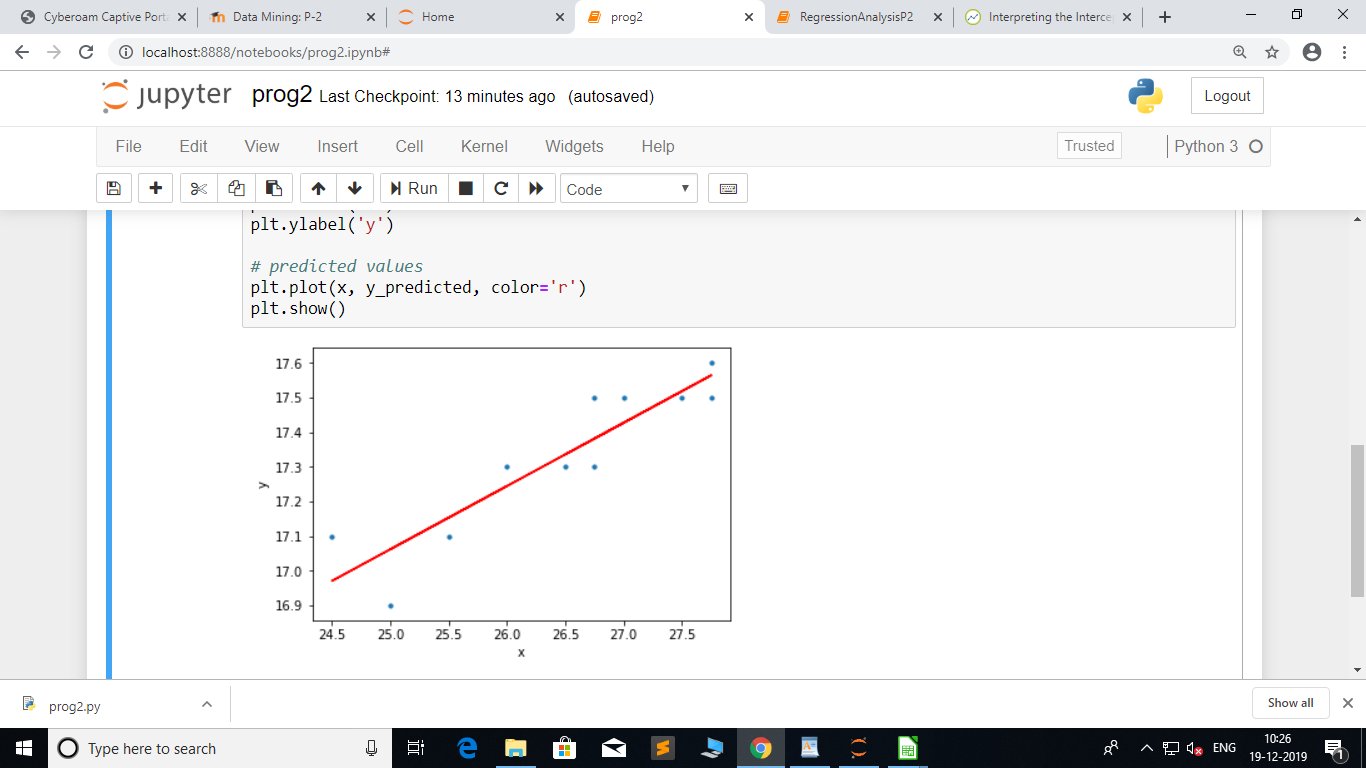 Cyberoam Captive Port
Data Mining: P-2
Home
prog2
RegressionAnalysisP2
Interpreting the Interce
localhost:8888/notebooks/prog2.ipynb#
jupyter prog2 Last Checkpoint: 13 minutes ago (autosaved)
Logout
File Edit View Insert Cell Kernel Widgets Help
Trusted
Python 3
Run
Code
plt.ylabel('y')
# predicted values
plt.plot(x, y_predicted, color='r')
plt.show()
17.6
17.5
17.4
17.3
17.2
17.1
17.0
16.9
y
24.5 25.0 25.5 26.0 26.5 27.0 27.5
x
prog2.py
Show all
Type here to search
ENG
10:26
19-12-2019
1